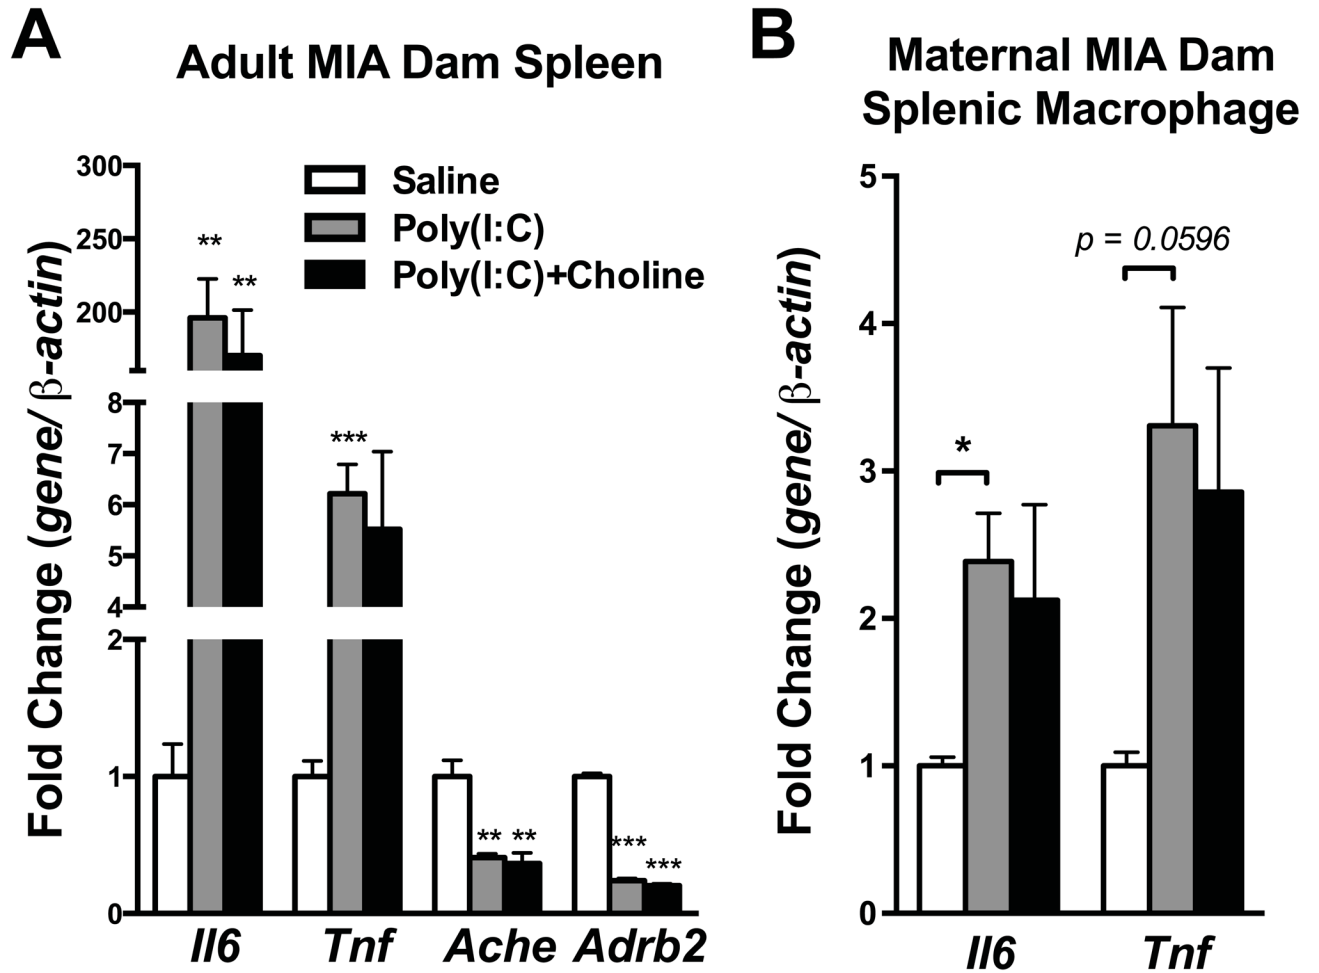 A
Adult MIA Dam Spleen
Fold Change (gene/ β-actin)
300
250
200
8
7
6
5
4
2
1
0
Saline
Poly(I:C)
Poly(I:C)+Choline
**
**
***
** **
***
***
Il6 Tnf Ache Adrb2
B
Maternal MIA Dam
Splenic Macrophage
Fold Change (gene/ β-actin)
5
4
3
2
1
0
p = 0.0596
*
Il6 Tnf